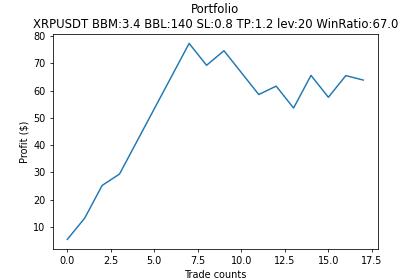 Portfolio
XRPUSDT BBM:3.4 BBL:140 SL:0.8 TP:1.2 lev:20 WinRatio:67.0
80
70
60
50
40
30
20
10
Profit ($)
0.0 2.5 5.0 7.5 10.0 12.5 15.0 17.5
Trade counts